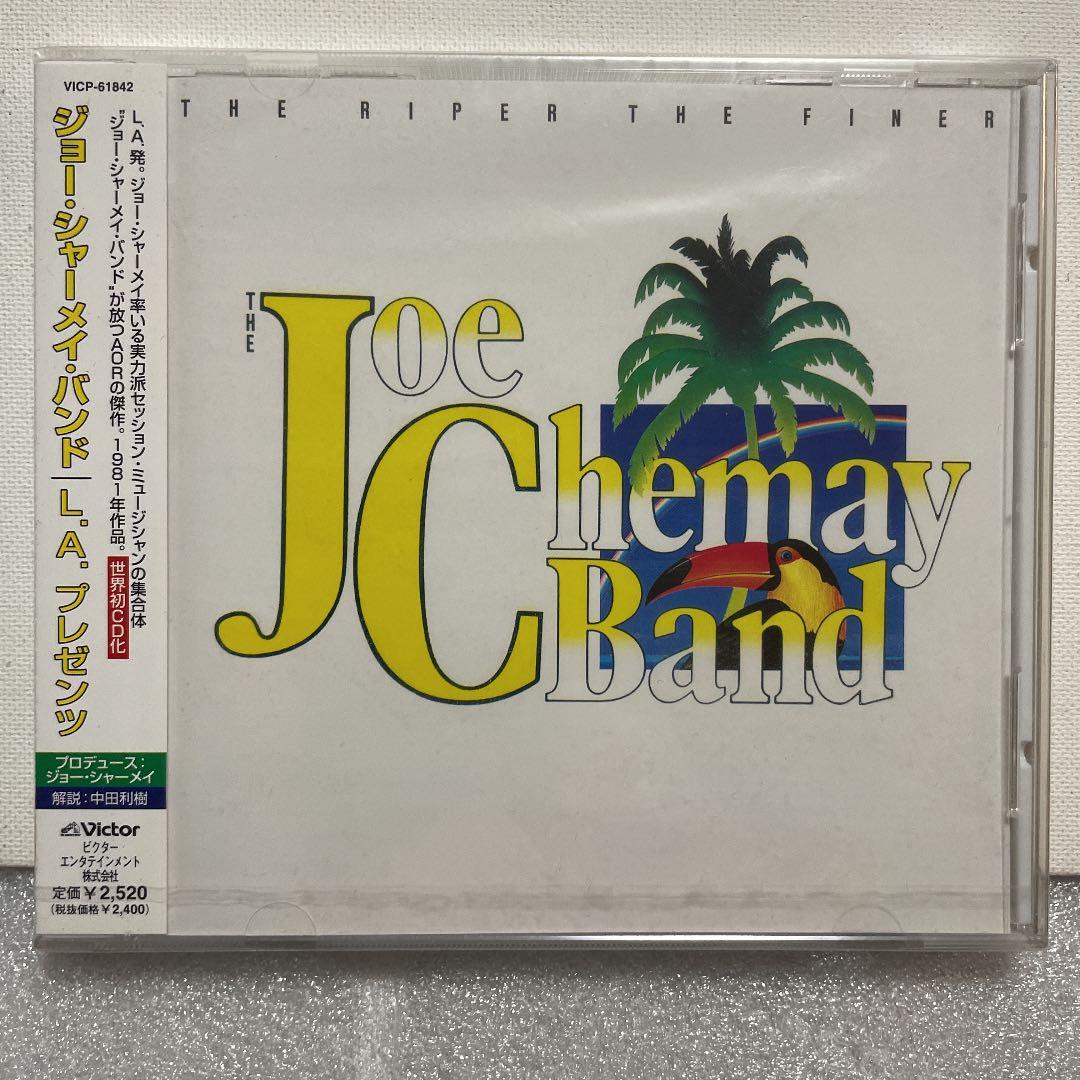 VICP-61842
L.A.発。ジョー・シャーメイ率いる実力派セッション・ミュージシャンの集合体
"ジョー・シャーメイ・バンド"が放つAORの傑作。1981年作品。世界初CD化
ジョー・シャーメイ・バンド|L.A.プレゼンツ
プロデュース:
ジョー・シャーメイ
解説:中田利樹
Victor
ビクター
エンタテインメント
株式会社
定価¥2,520
(税抜価格¥2,400)
THE RIPER THE FINER
THE
Joe
Chemay
Band